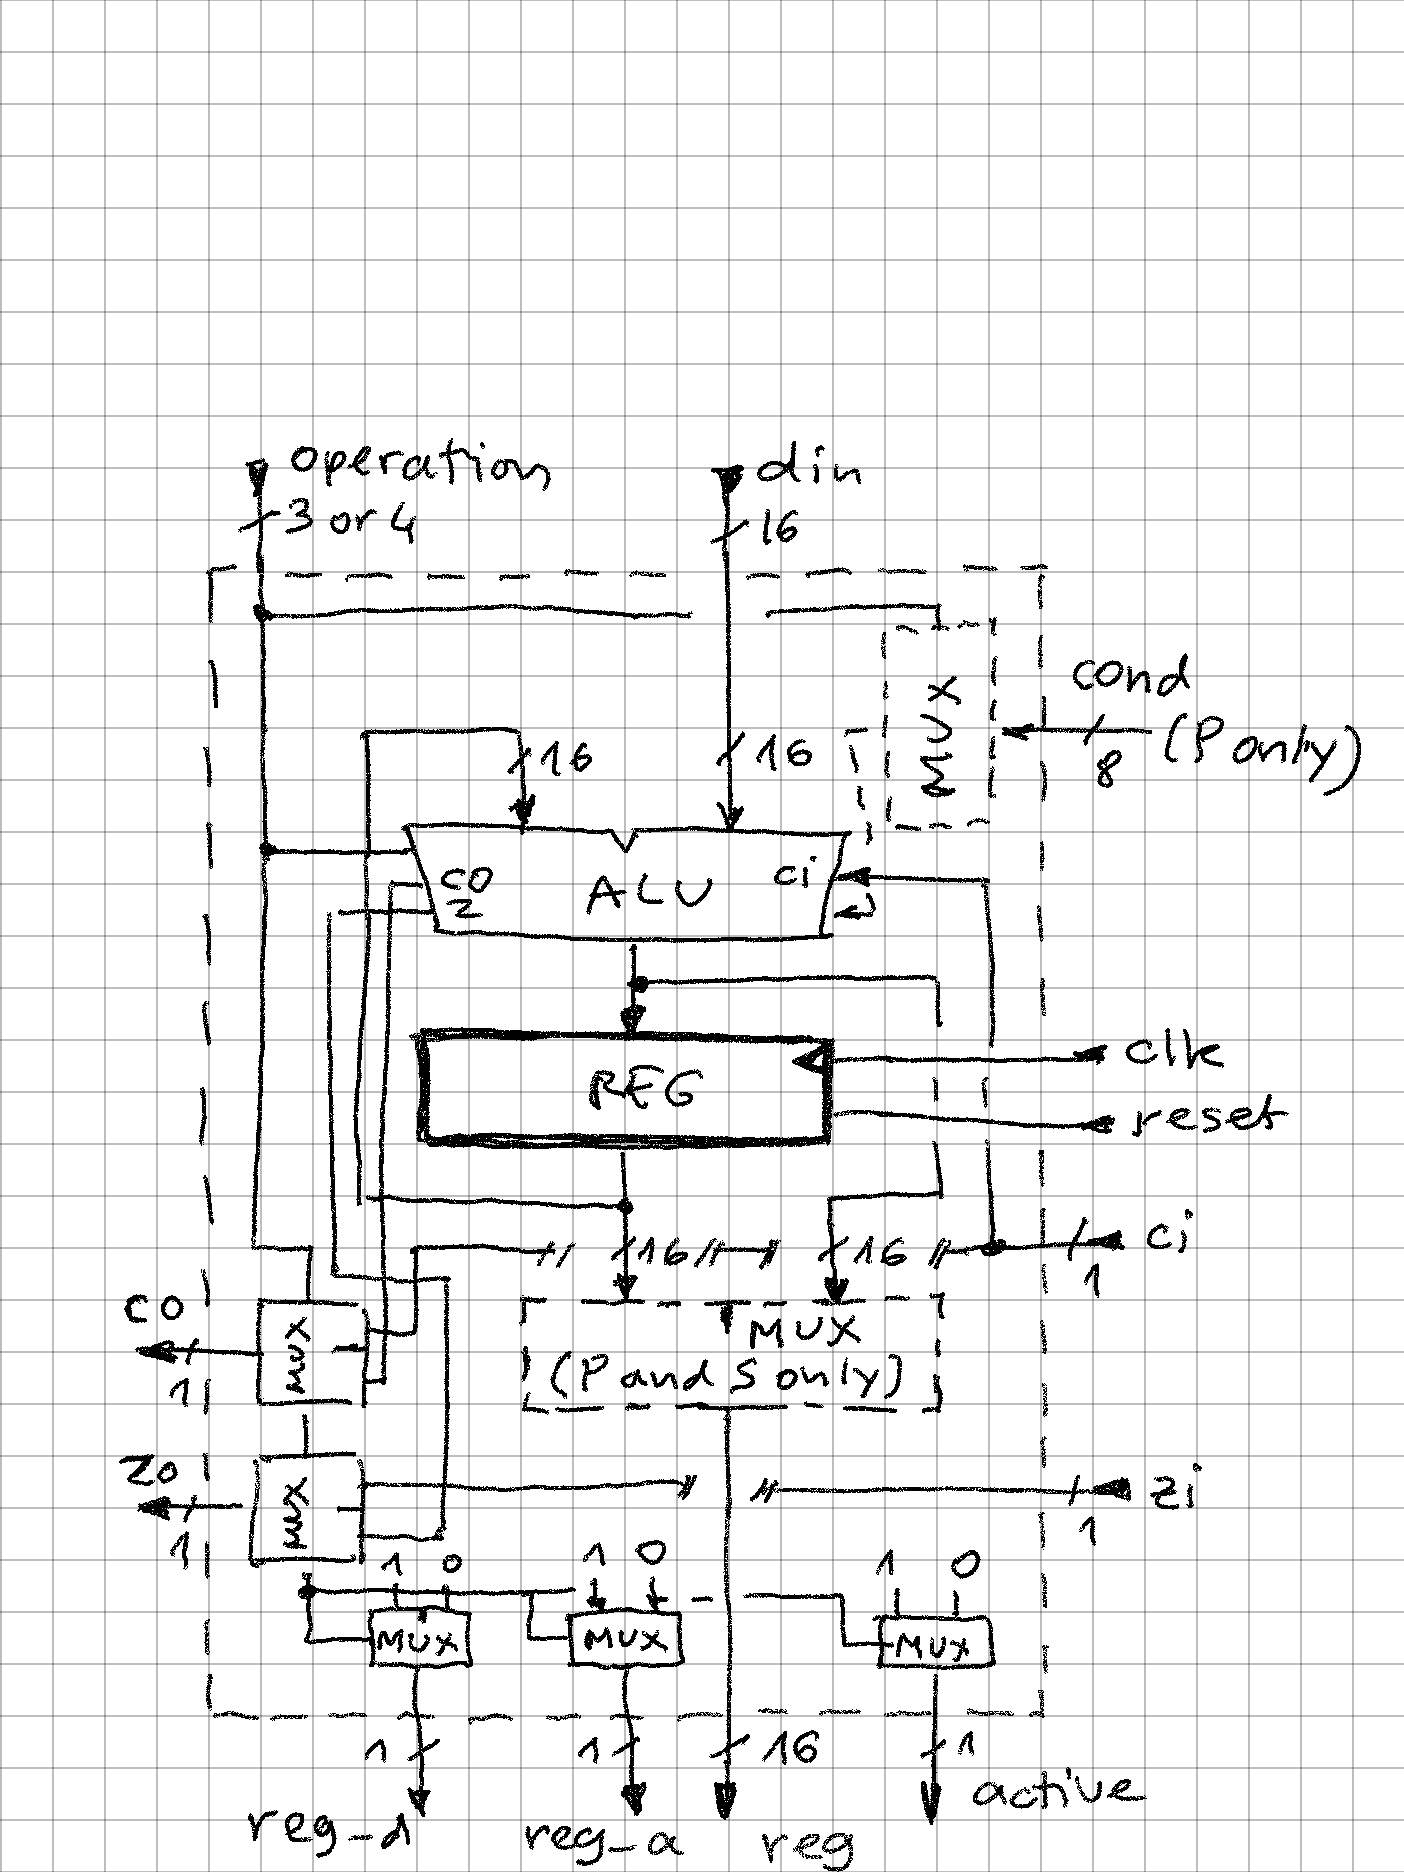 operation
3 or 4
din
16
cond
(P only)
8
MUX
16
16
co
z
ALU
ci
REG
clk
reset
ci
1
16
16
MUX
(P and S only)
co
1
MUX
zo
1
MUX
zi
1
1 0
MUX
1 0
MUX
1 0
MUX
1
1
16
1
reg_d
reg_a
reg
active